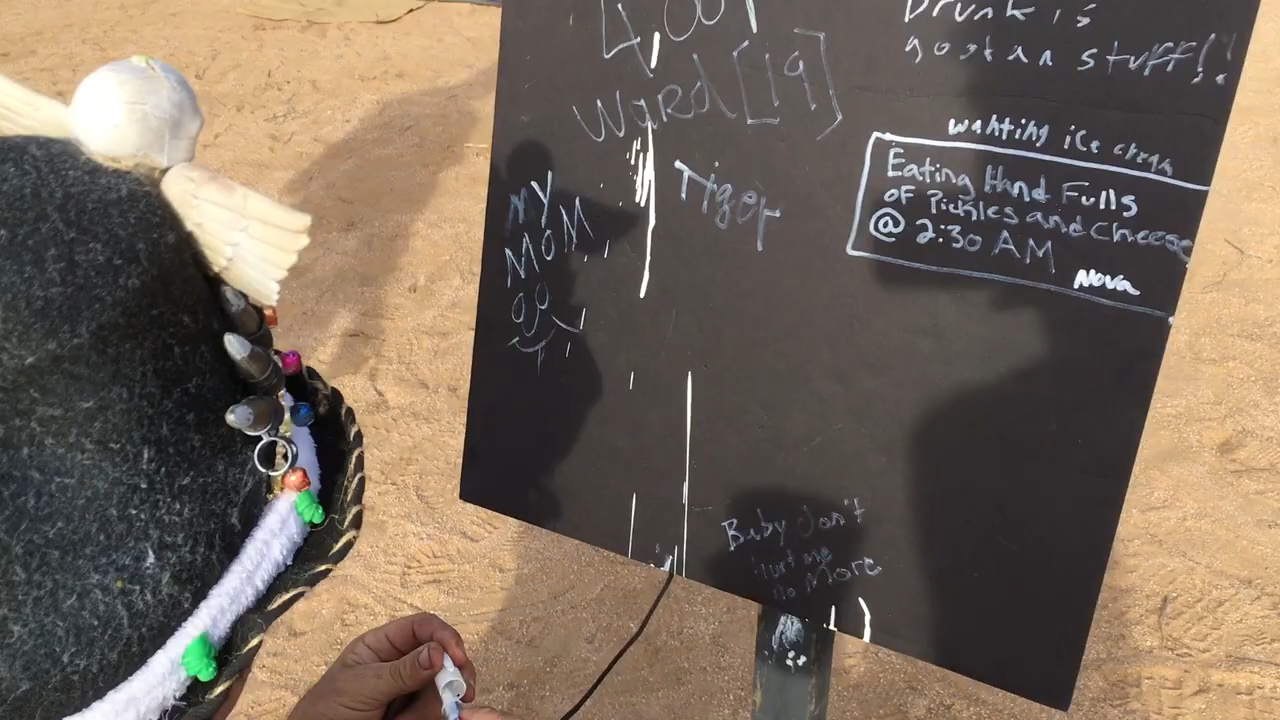 Ward [19]
Drunk is
stuff!!
wanting ice cream
Eating Hand Fulls
OF Pickles and Cheese
@ 2:30 AM
Nova
Tiger
MY
MOM
Baby don't
Hurt me
no More